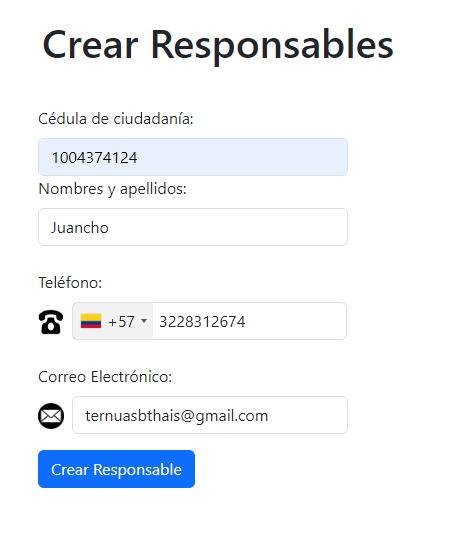 Crear Responsables
Cédula de ciudadanía:
1004374124
Nombres y apellidos:
Juancho
Teléfono:
+57 3228312674
Correo Electrónico:
ternuasbthais@gmail.com
Crear Responsable